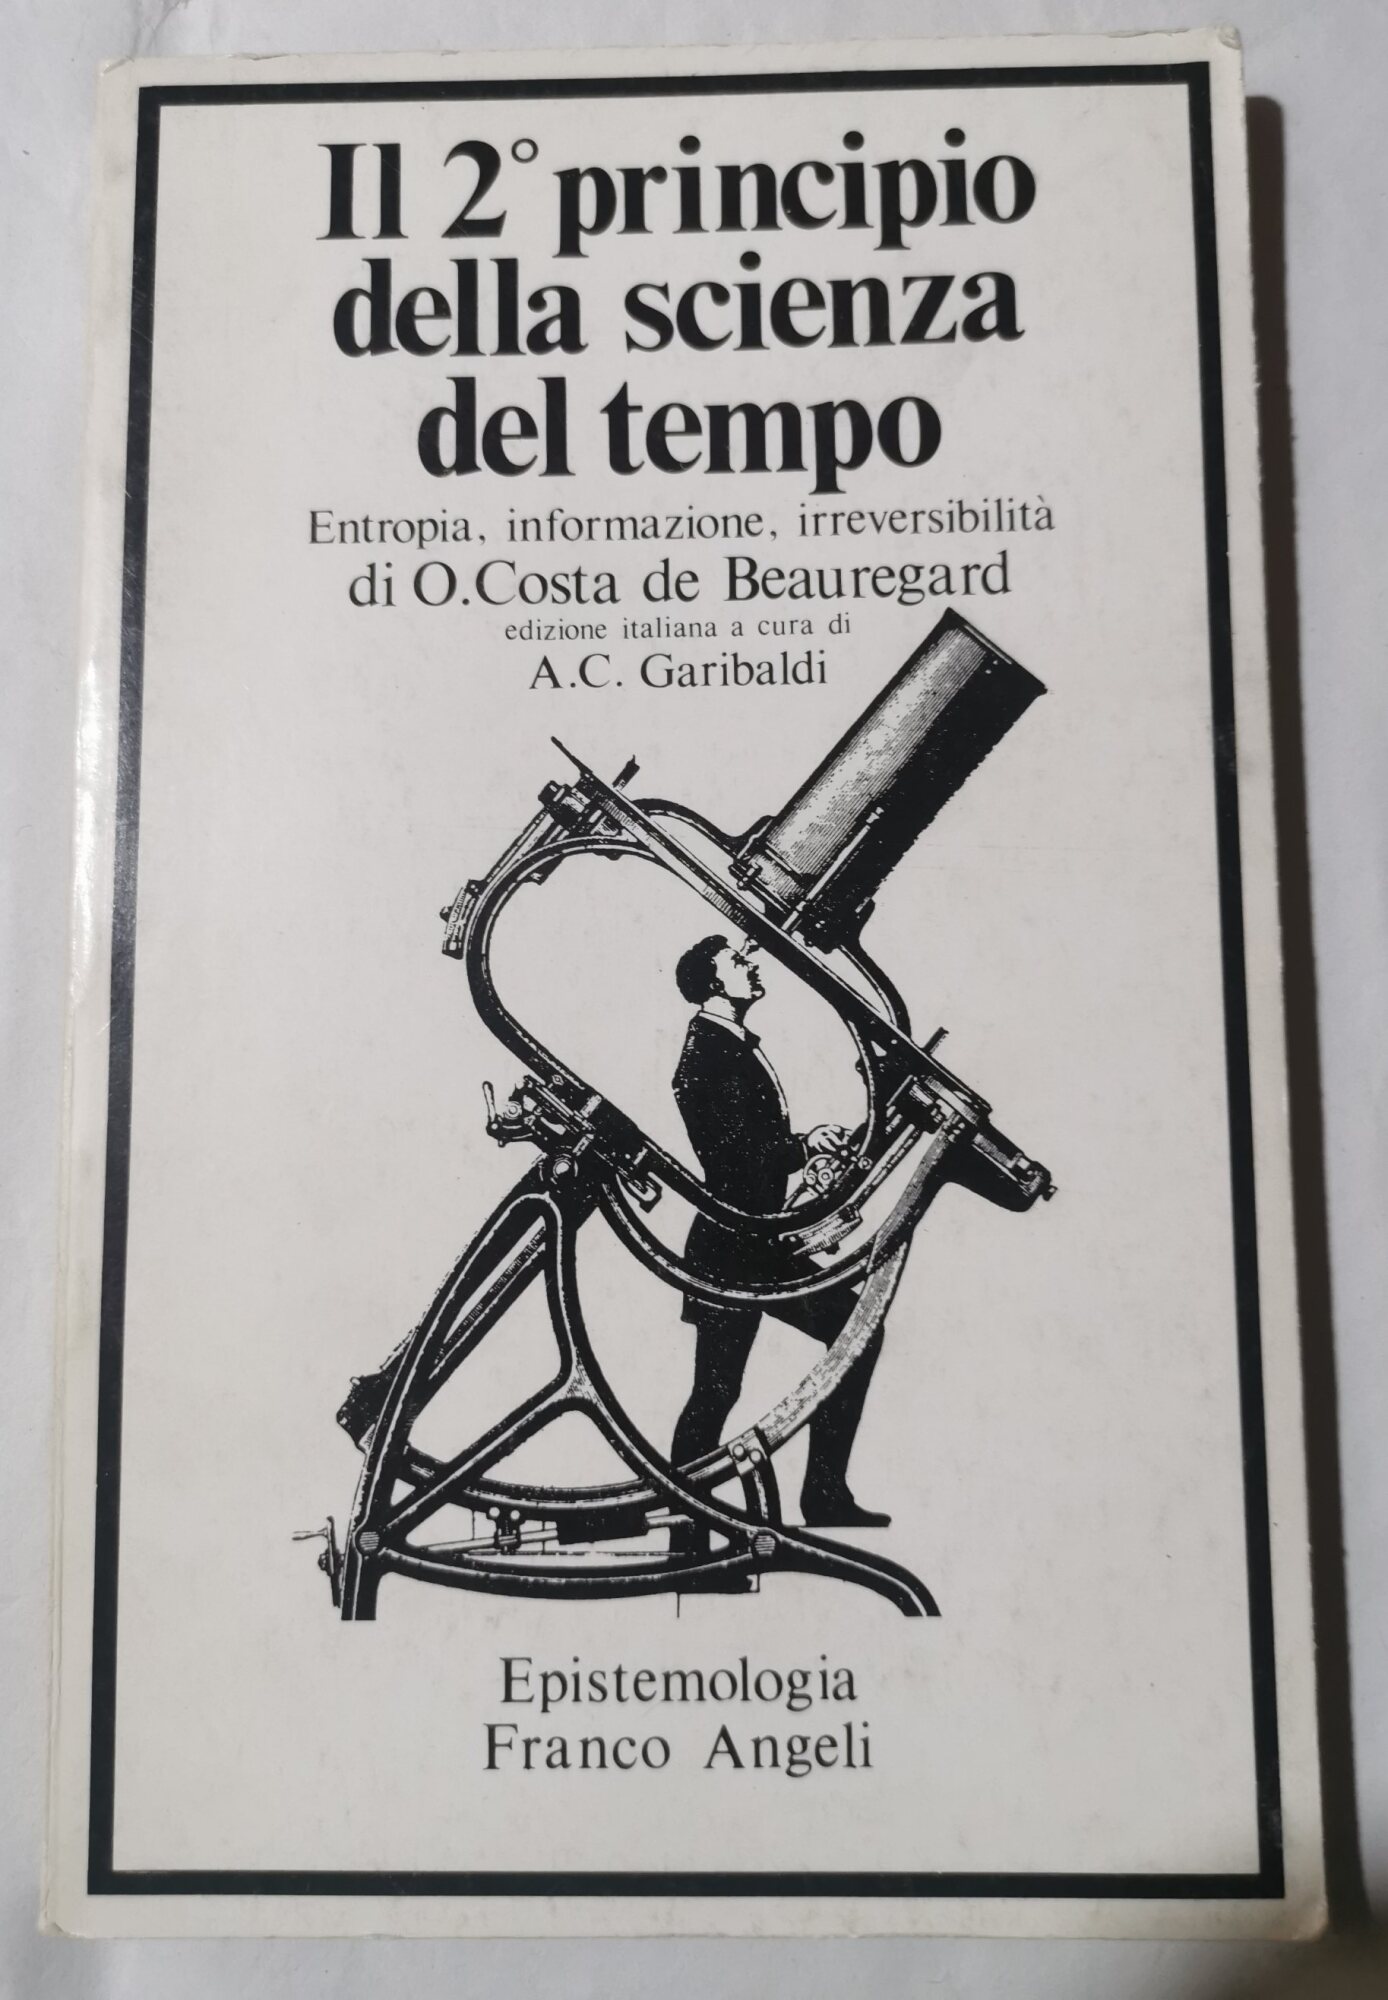 Il 2° principio
della scienza
del tempo
Entropia, informazione, irreversibilità
di O.Costa de Beauregard
edizione italiana a cura di
A.C. Garibaldi
Epistemologia
Franco Angeli